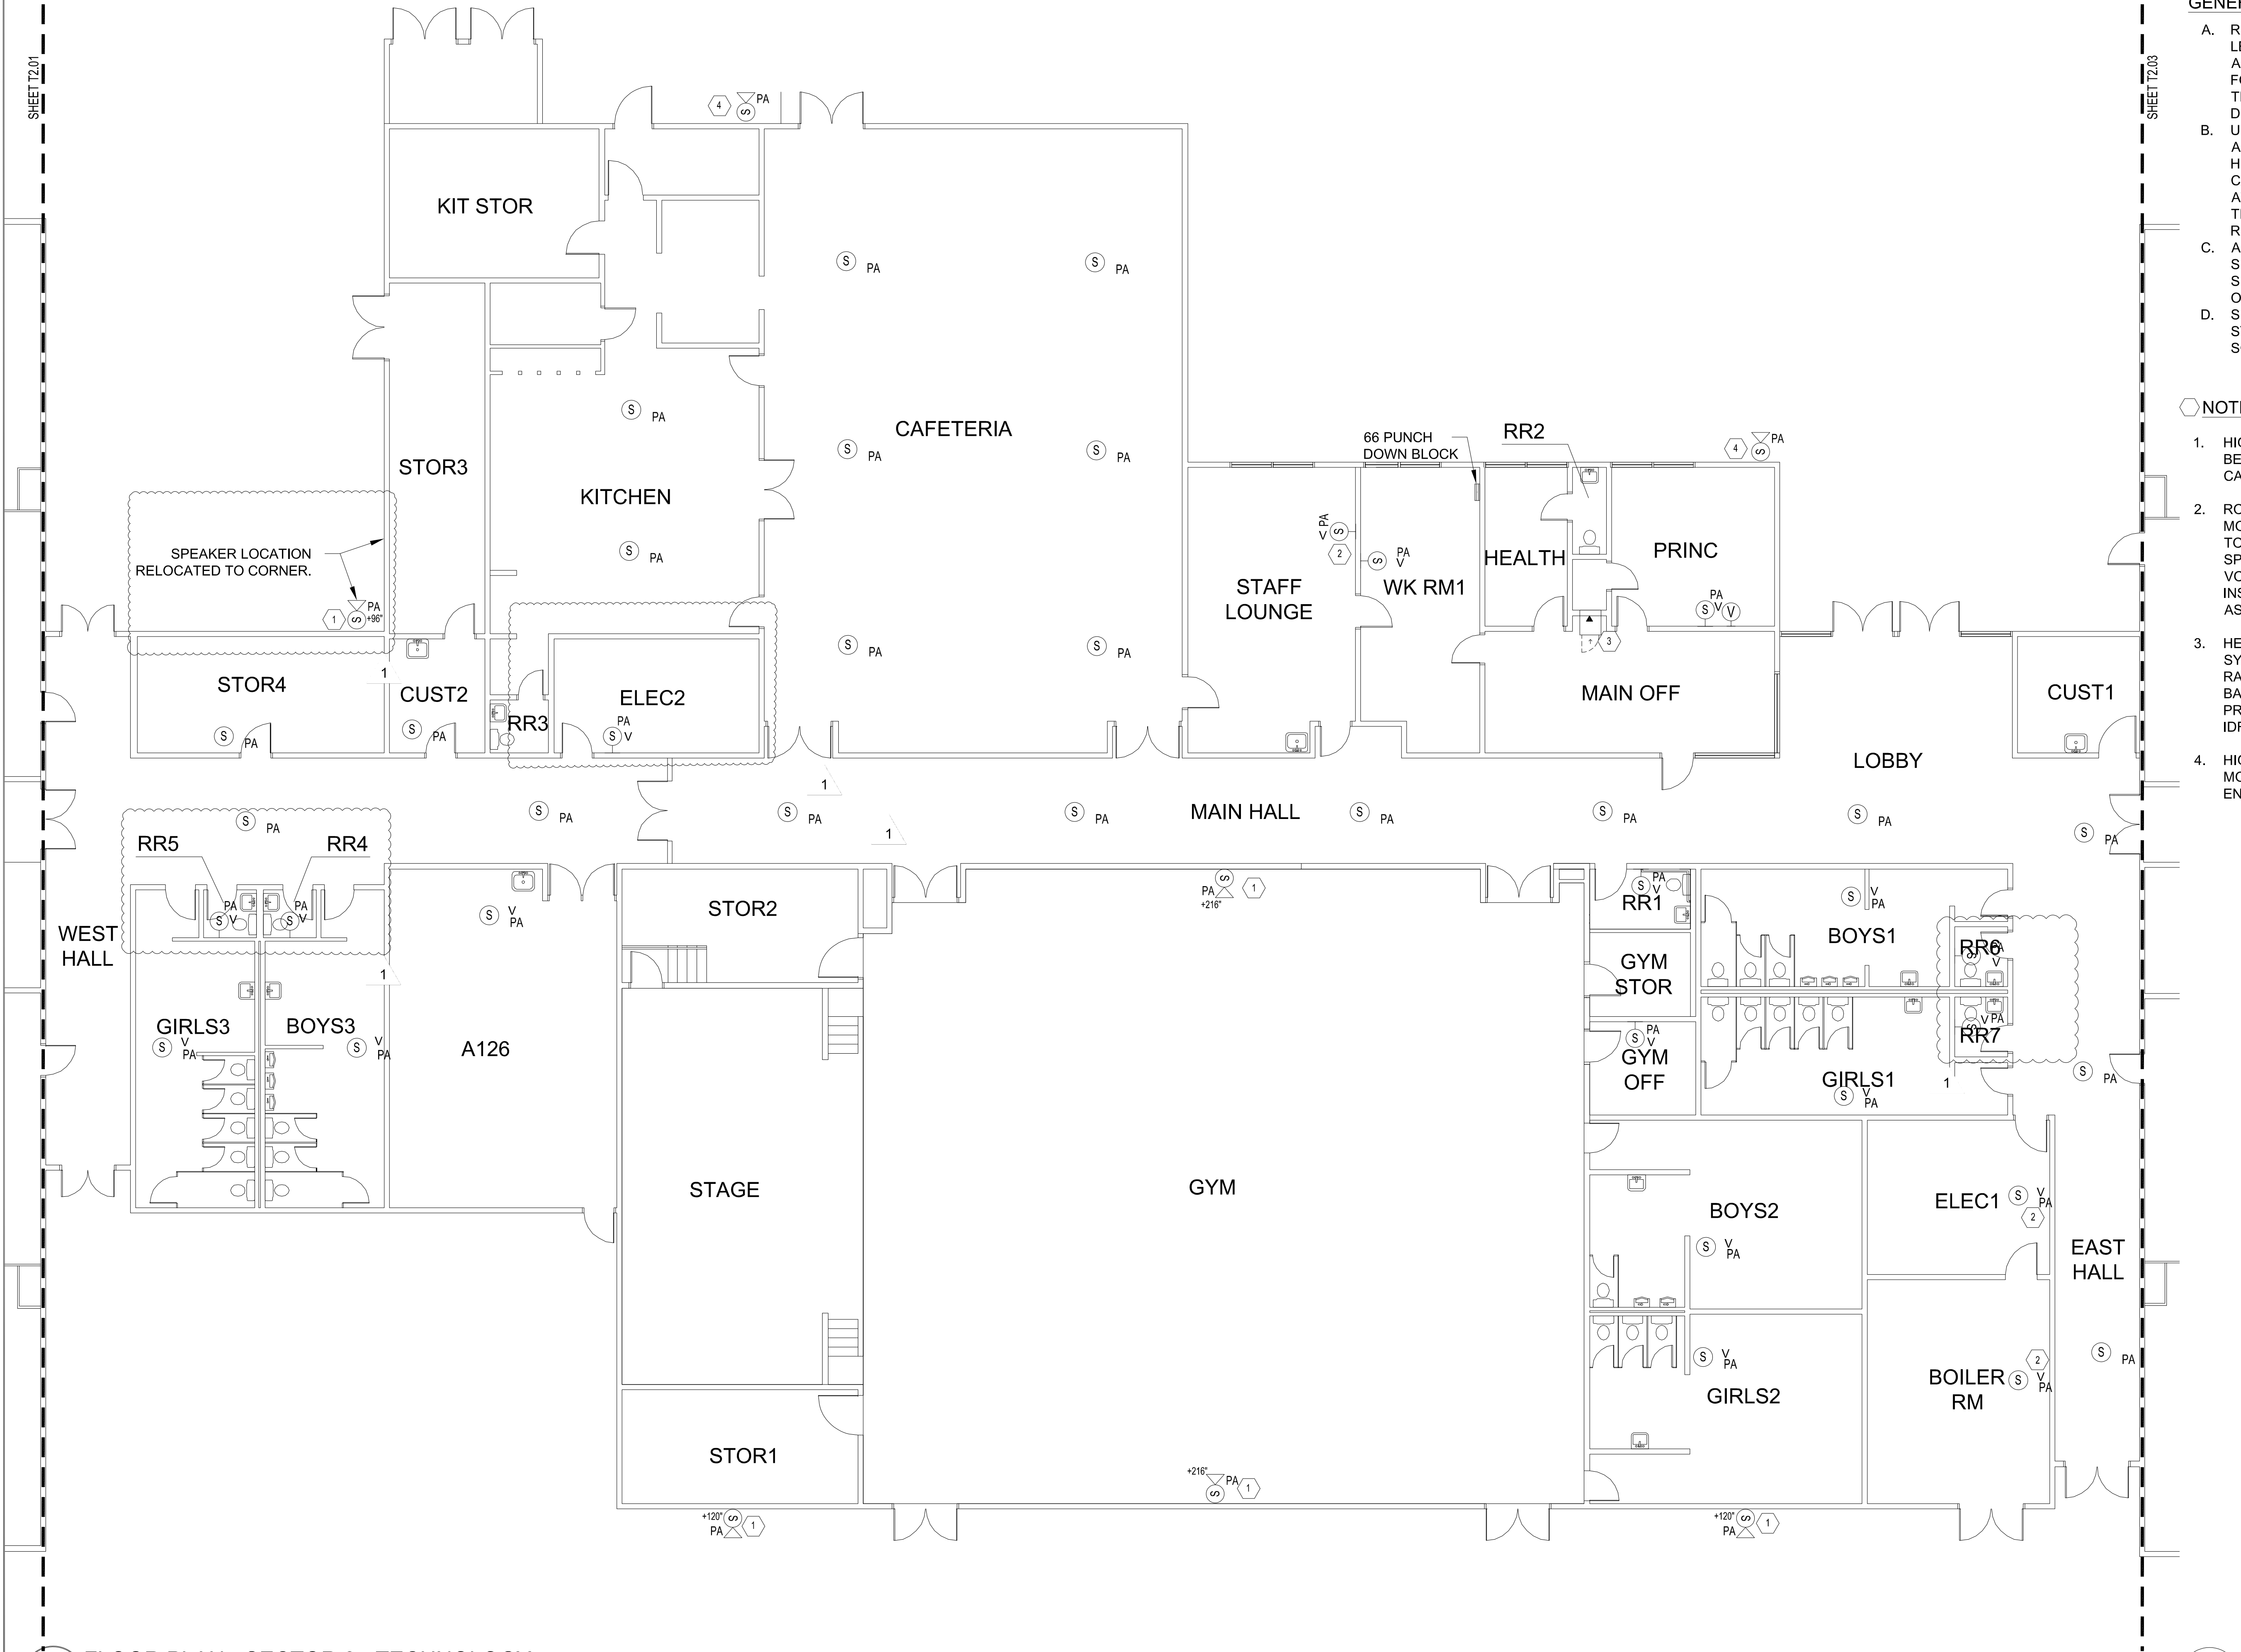 SHEET T2.01
SHEET T2.03
4
S
PA
KIT STOR
S PA
S PA
S PA
STOR3
CAFETERIA
S PA
S PA
66 PUNCH
DOWN BLOCK
RR2
4
S
PA
KITCHEN
S PA
SPEAKER LOCATION
RELOCATED TO CORNER.
1
S
PA
+96"
V PA
S
2
S
PA
V
STAFF
LOUNGE
WK RM1
HEALTH
PRINC
PA
V
S
V
3
S PA
S PA
STOR4
1
CUST2
RR3
ELEC2
MAIN OFF
CUST1
S PA
S PA
PA
S V
LOBBY
1
S PA
S PA
S PA
MAIN HALL
S PA
S PA
S PA
S PA
S PA
1
RR5
RR4
PA
V
S
PA
V
S
STOR2
S
V
PA
S
PA
1
+216"
S
PA
V
RR1
S
V
PA
BOYS1
WEST
HALL
GYM
STOR
RR6
S
PA
V
1
GIRLS3
BOYS3
A126
S
V
PA
S
V
PA
S
PA
V
GYM
OFF
S
V PA
RR7
GIRLS1
S
V
PA
1
S PA
STAGE
GYM
BOYS2
S
V
PA
ELEC1
S
V
PA
2
EAST
HALL
S
V
PA
GIRLS2
BOILER
RM
2
S
V
PA
S PA
STOR1
+216"
S
PA
1
+120"
S
PA
1
+120"
S
PA
1
A.
B.
C.
D.
1.
2.
3.
4.